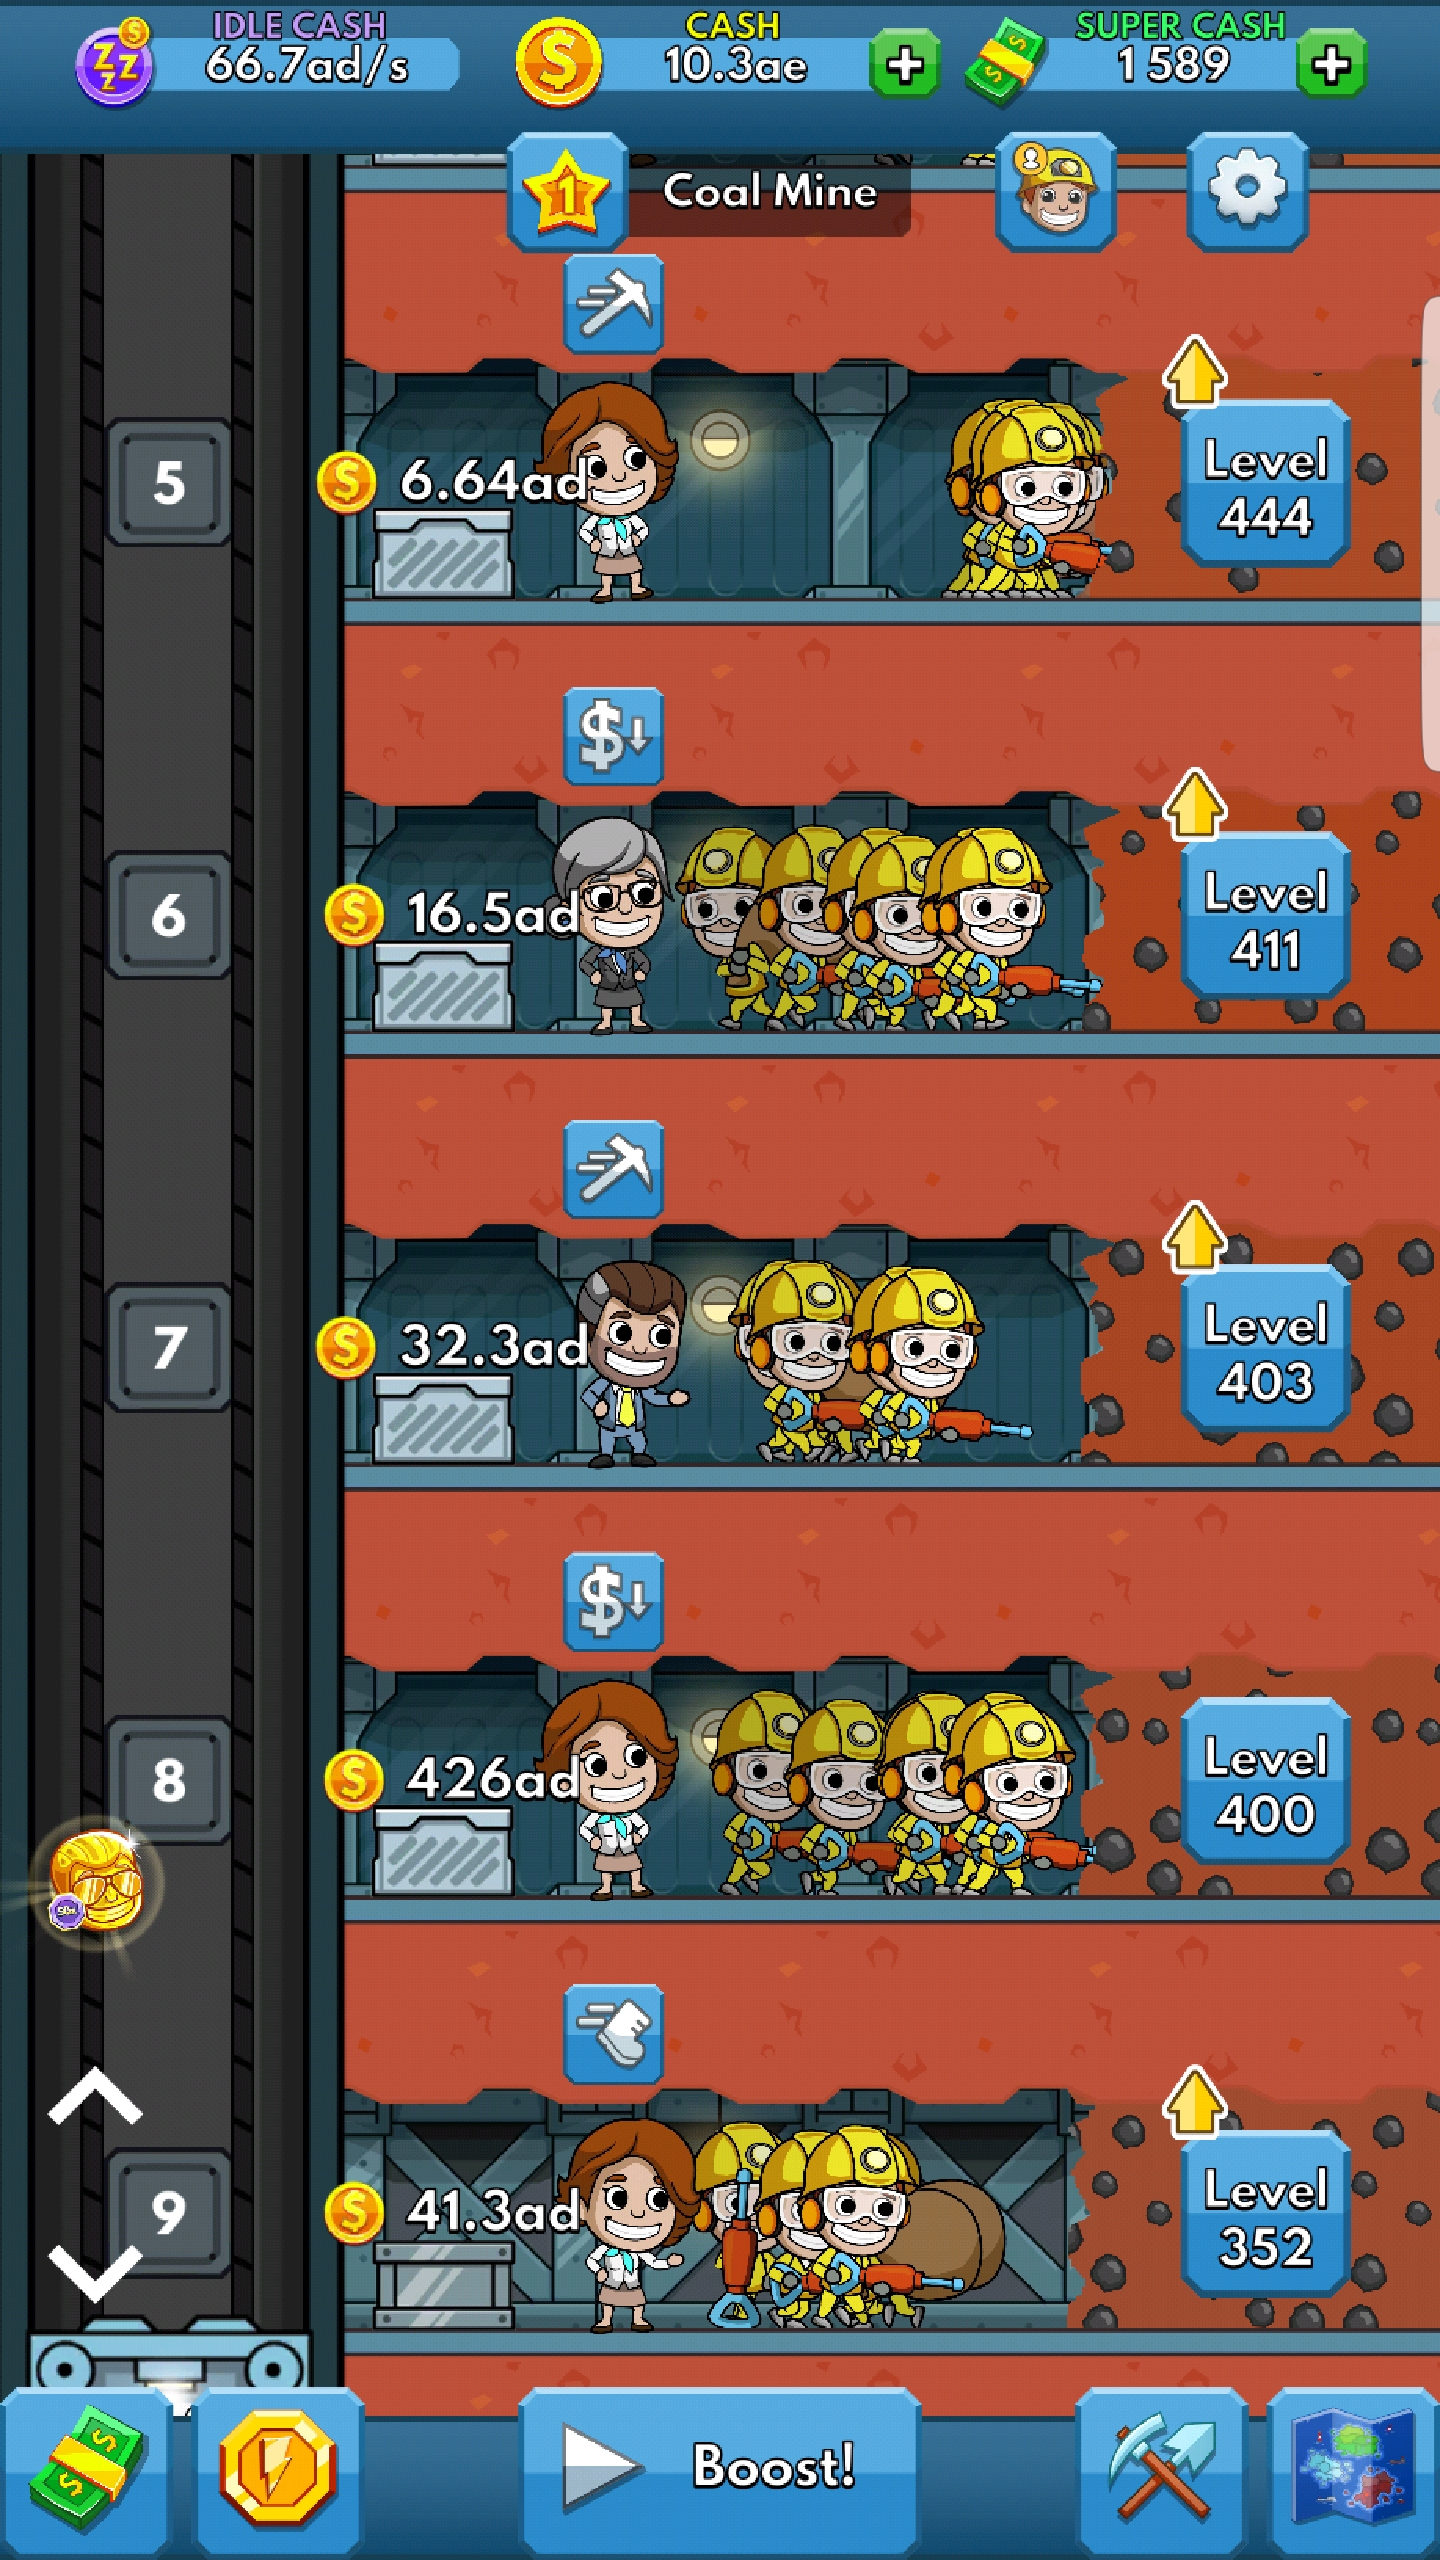 IDLE CASH
66.7ad/s
CASH
10.3ae
SUPER CASH
1 589
1
Coal Mine
5
6.64ad
Level
444
6
16.5ad
Level
411
7
32.3ad
Level
403
8
426ad
Level
400
9
41.3ad
Level
352
Boost!